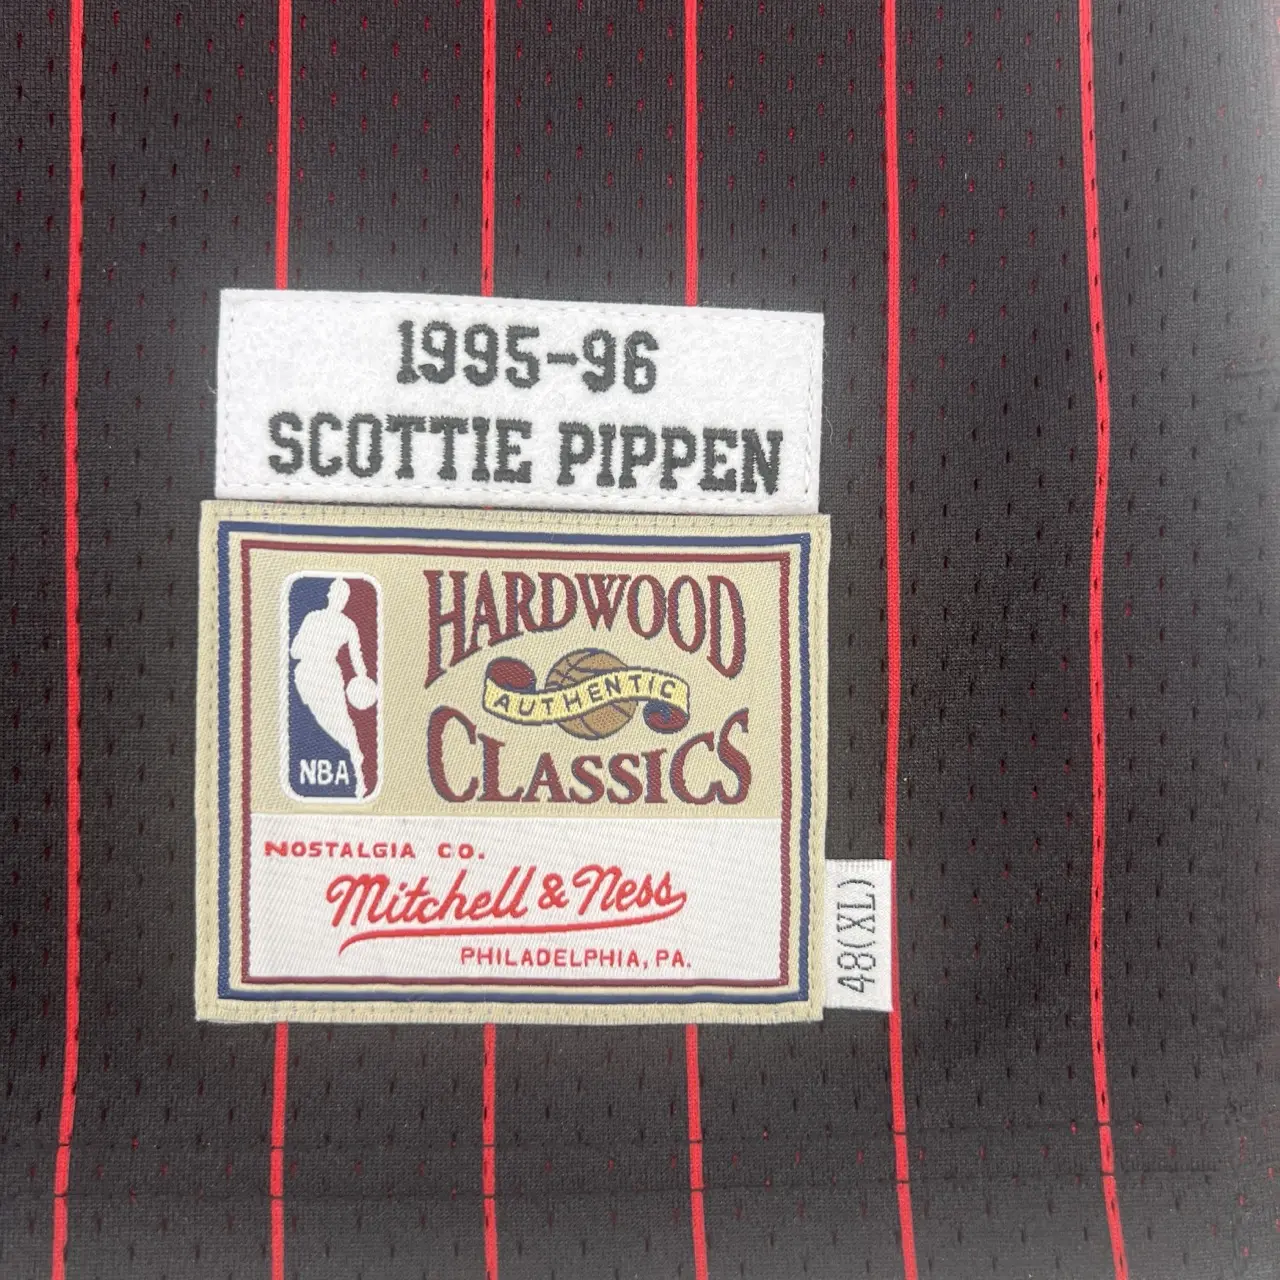 1995-96
SCOTTIE PIPPEN
HARDWOOD
AUTHENTIC
CLASSICS
NBA
NOSTALGIA CO.
Mitchell & Ness
PHILADELPHIA, PA.
48(XL)